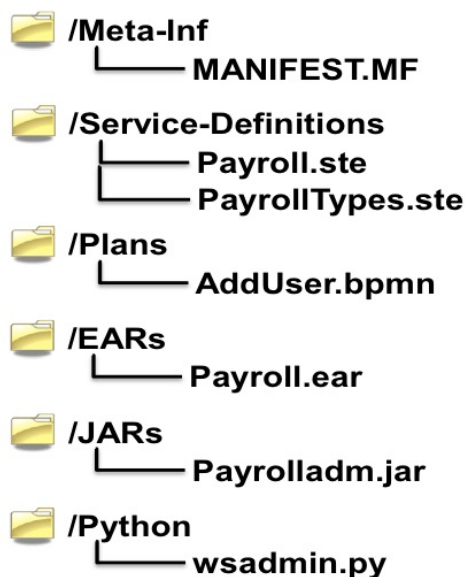 /Meta-Inf
MANIFEST.MF
/Service-Definitions
Payroll.ste
PayrollTypes.ste
/Plans
AddUser.bpmn
/EARs
Payroll.ear
/JARs
Payrolladm.jar
/Python
wsadmin.py